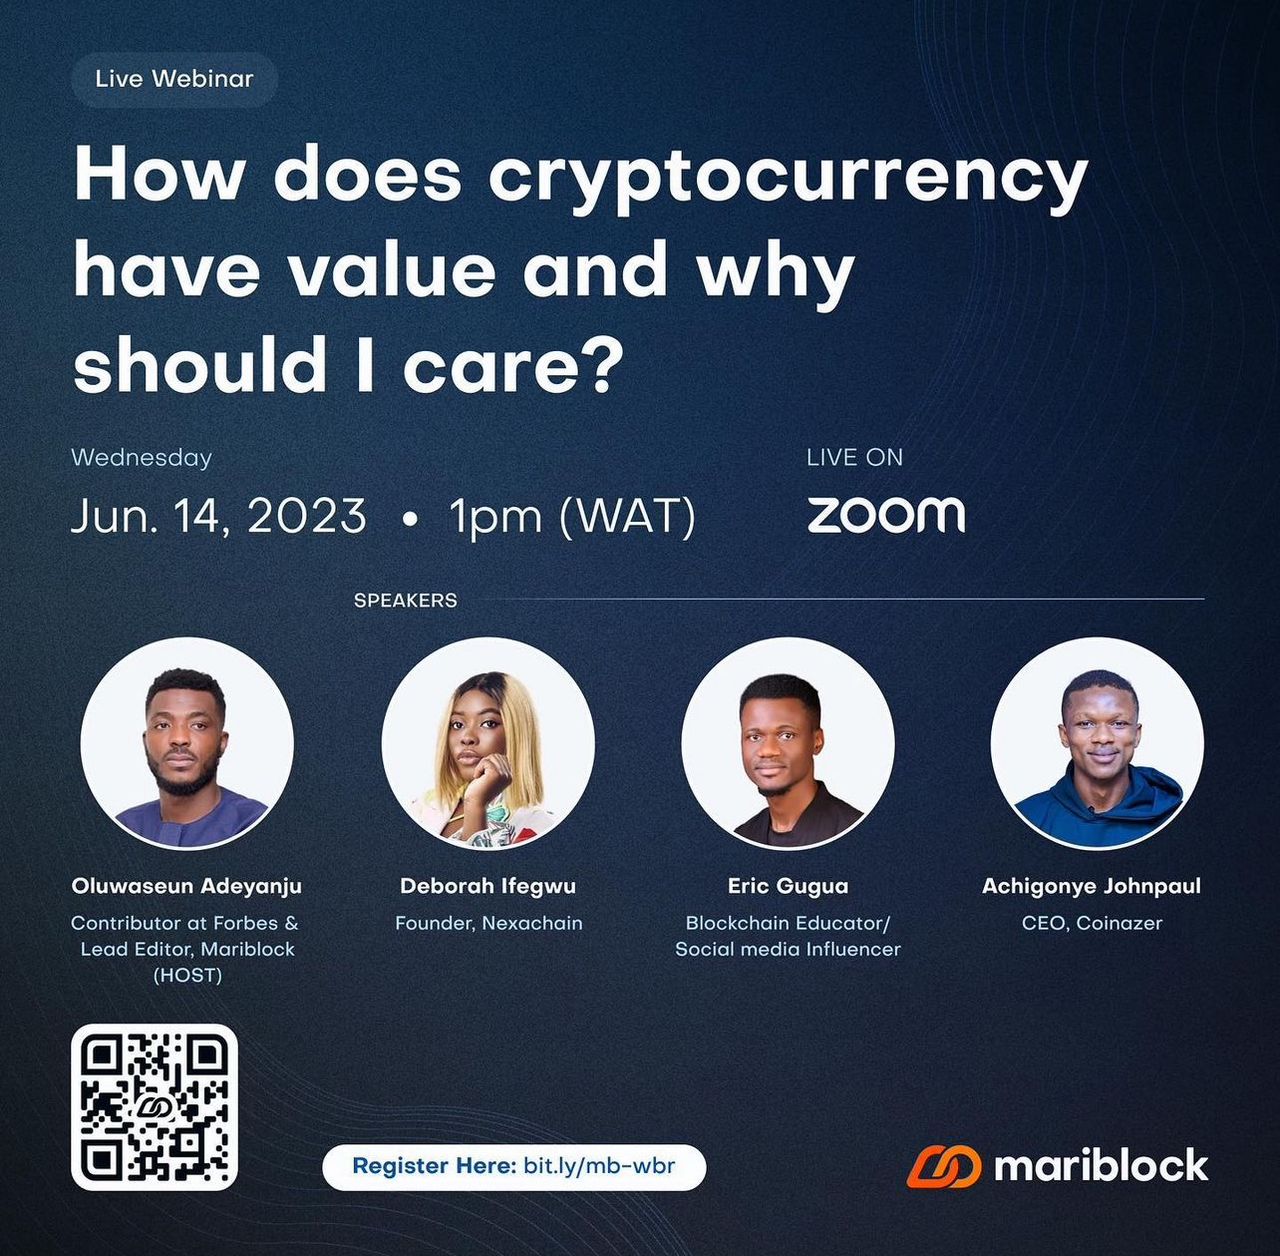 Live Webinar
How does cryptocurrency
have value and why
should I care?
Wednesday
Jun. 14, 2023 • 1pm (WAT)
LIVE ON
zoom
SPEAKERS
Oluwaseun Adeyanju
Contributor at Forbes &
Lead Editor, Mariblock
(HOST)
Deborah Ifegwu
Founder, Nexachain
Eric Gugua
Blockchain Educator/
Social media Influencer
Achigonye Johnpaul
CEO, Coinazer
Register Here: bit.ly/mb-wbr
mariblock